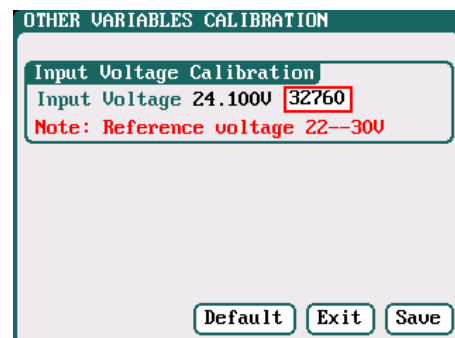 OTHER VARIABLES CALIBRATION
Input Voltage Calibration
Input Voltage 24.100V 32760
Note: Reference voltage 22--30V
Default Exit Save